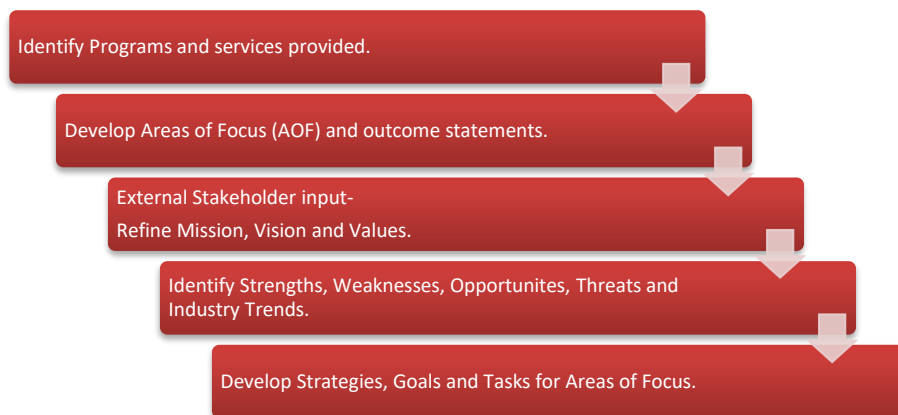 Identify Programs and services provided.
Develop Areas of Focus (AOF) and outcome statements.
External Stakeholder input-
Refine Mission, Vision and Values.
Identify Strengths, Weaknesses, Opportunites, Threats and
Industry Trends.
Develop Strategies, Goals and Tasks for Areas of Focus.